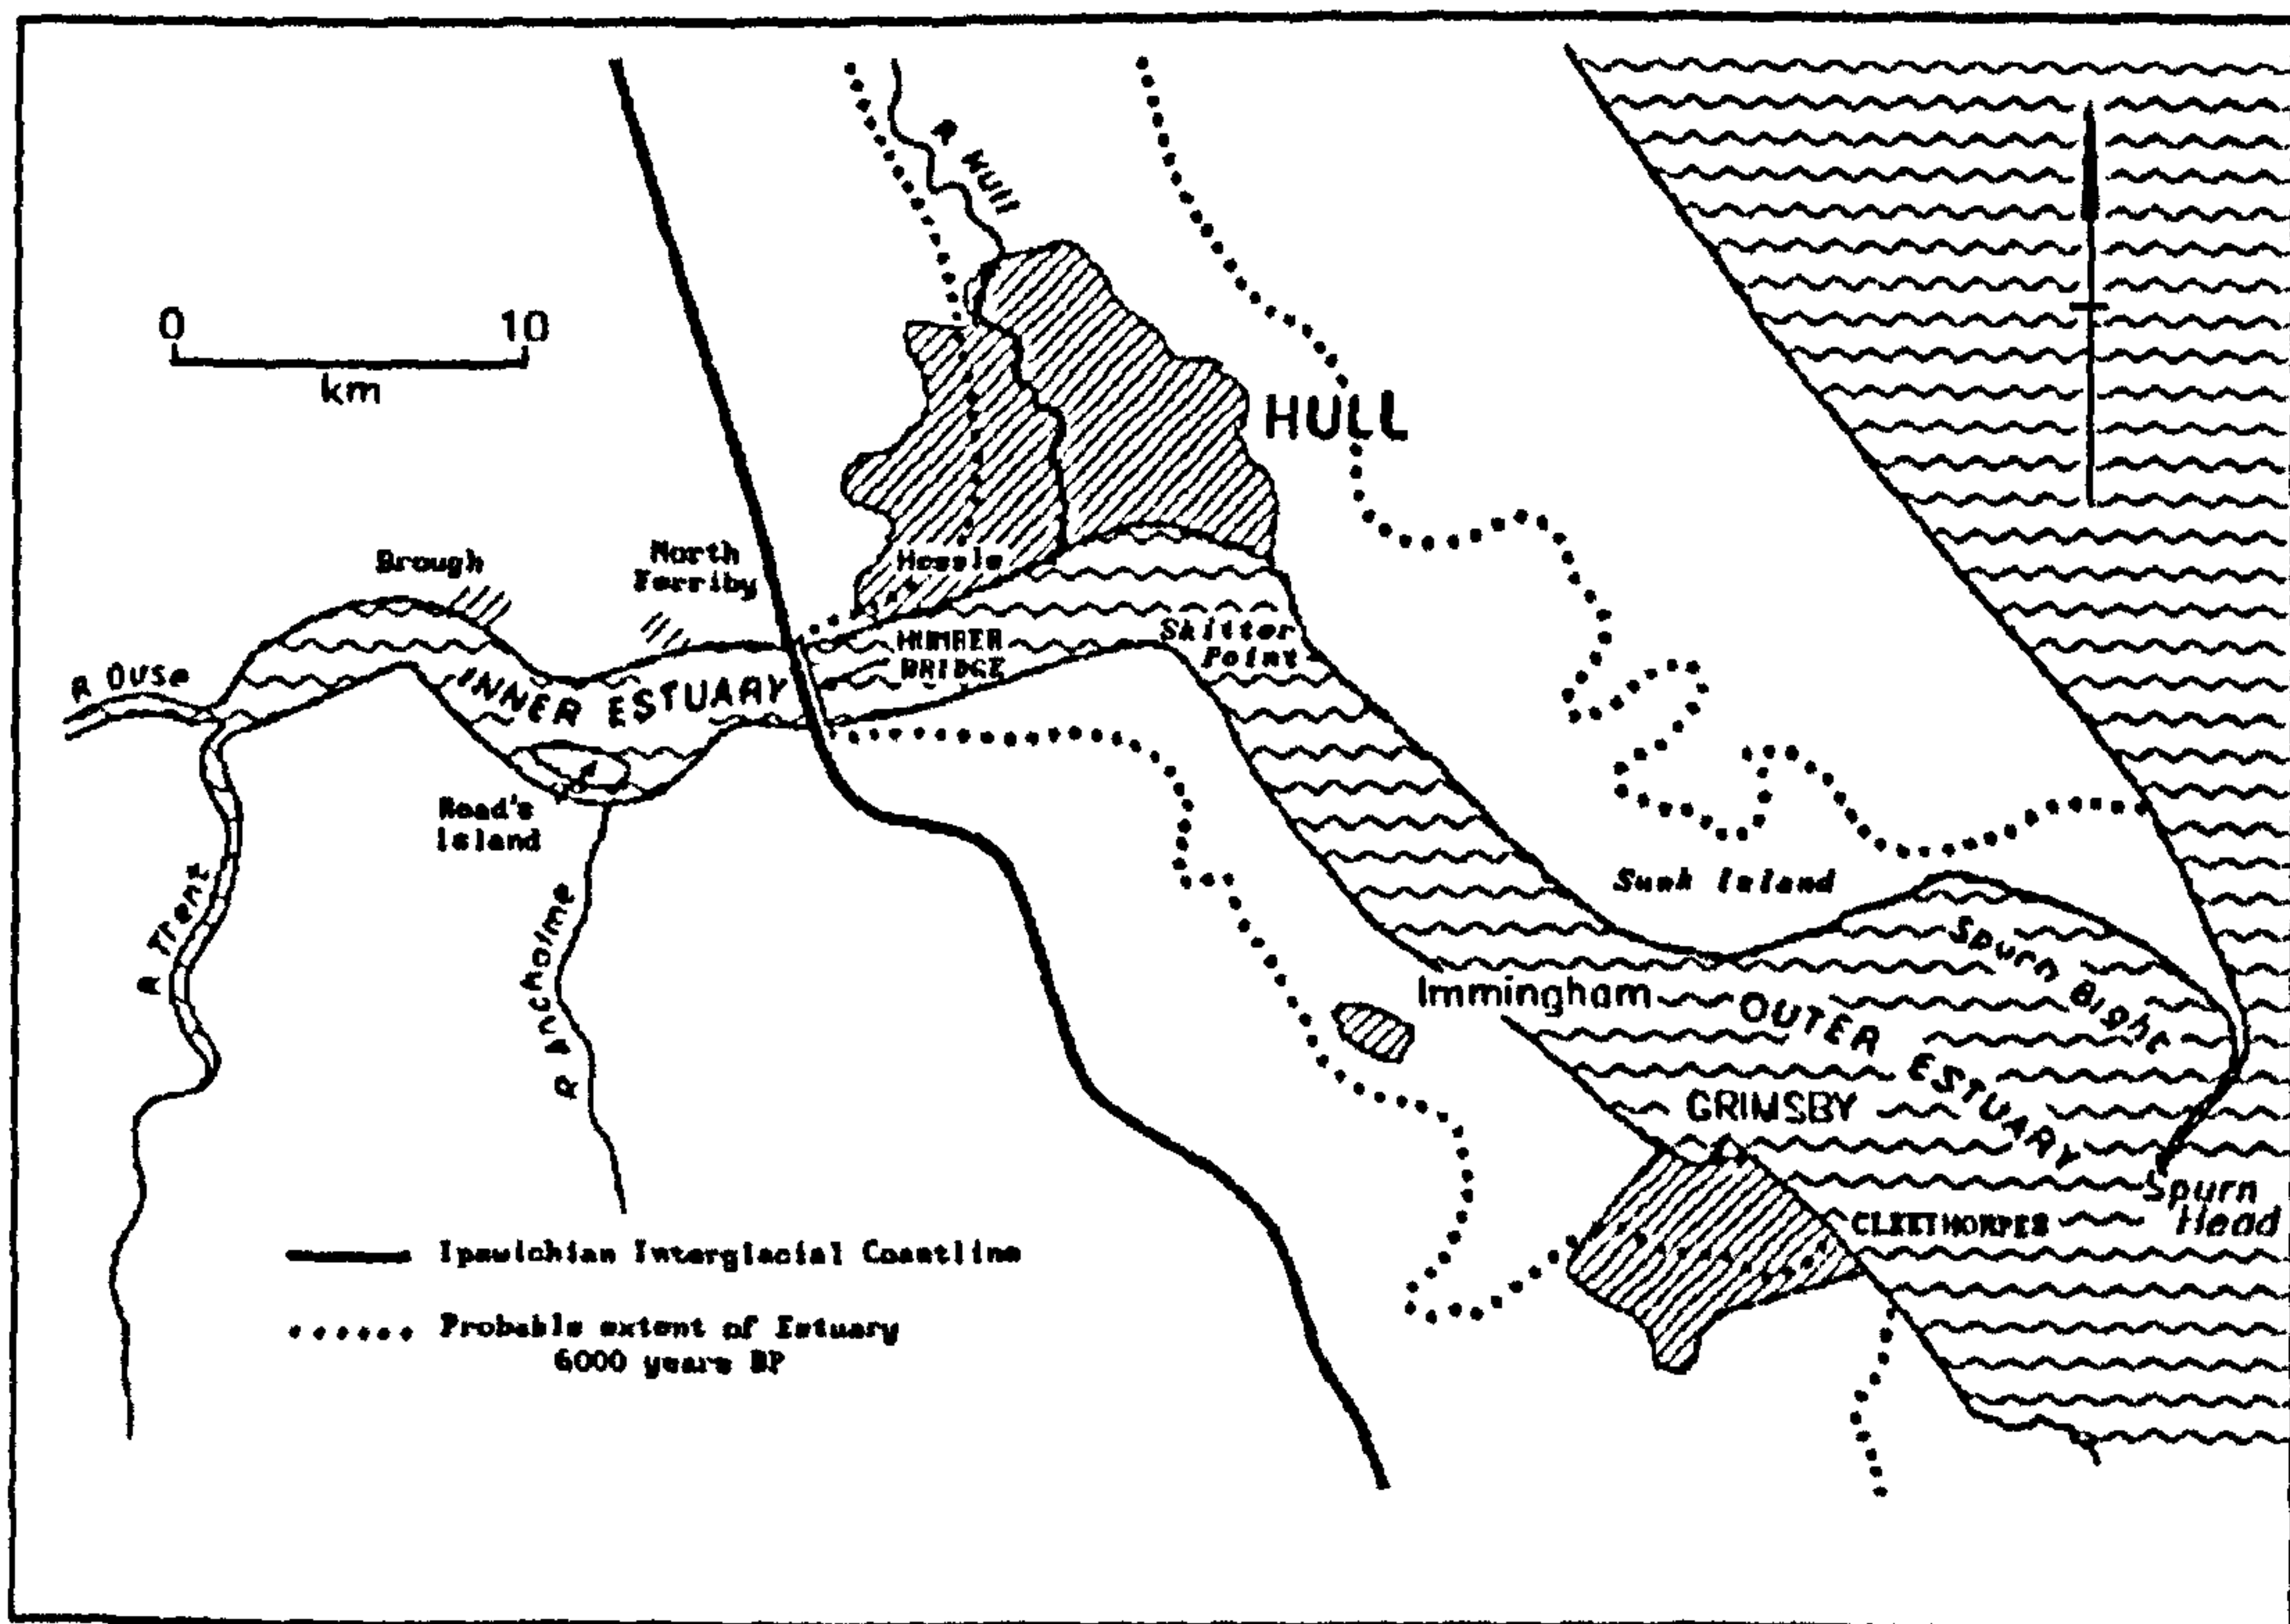 R Hull
0 10
km
HULL
Brough
North
Ferriby
Hessle
HUMBER
BRIDGE
Skitter
Point
R OUSE
INNER ESTUARY
Read's
Island
R Trent
R Ancholme
Sunk Island
Spurn Bight
Immingham
OUTER ESTUARY
GRIMSBY
Spurn
Head
CLEETHORPES
Ipswichian Interglacial Coastline
Probable extent of Estuary
6000 years BP